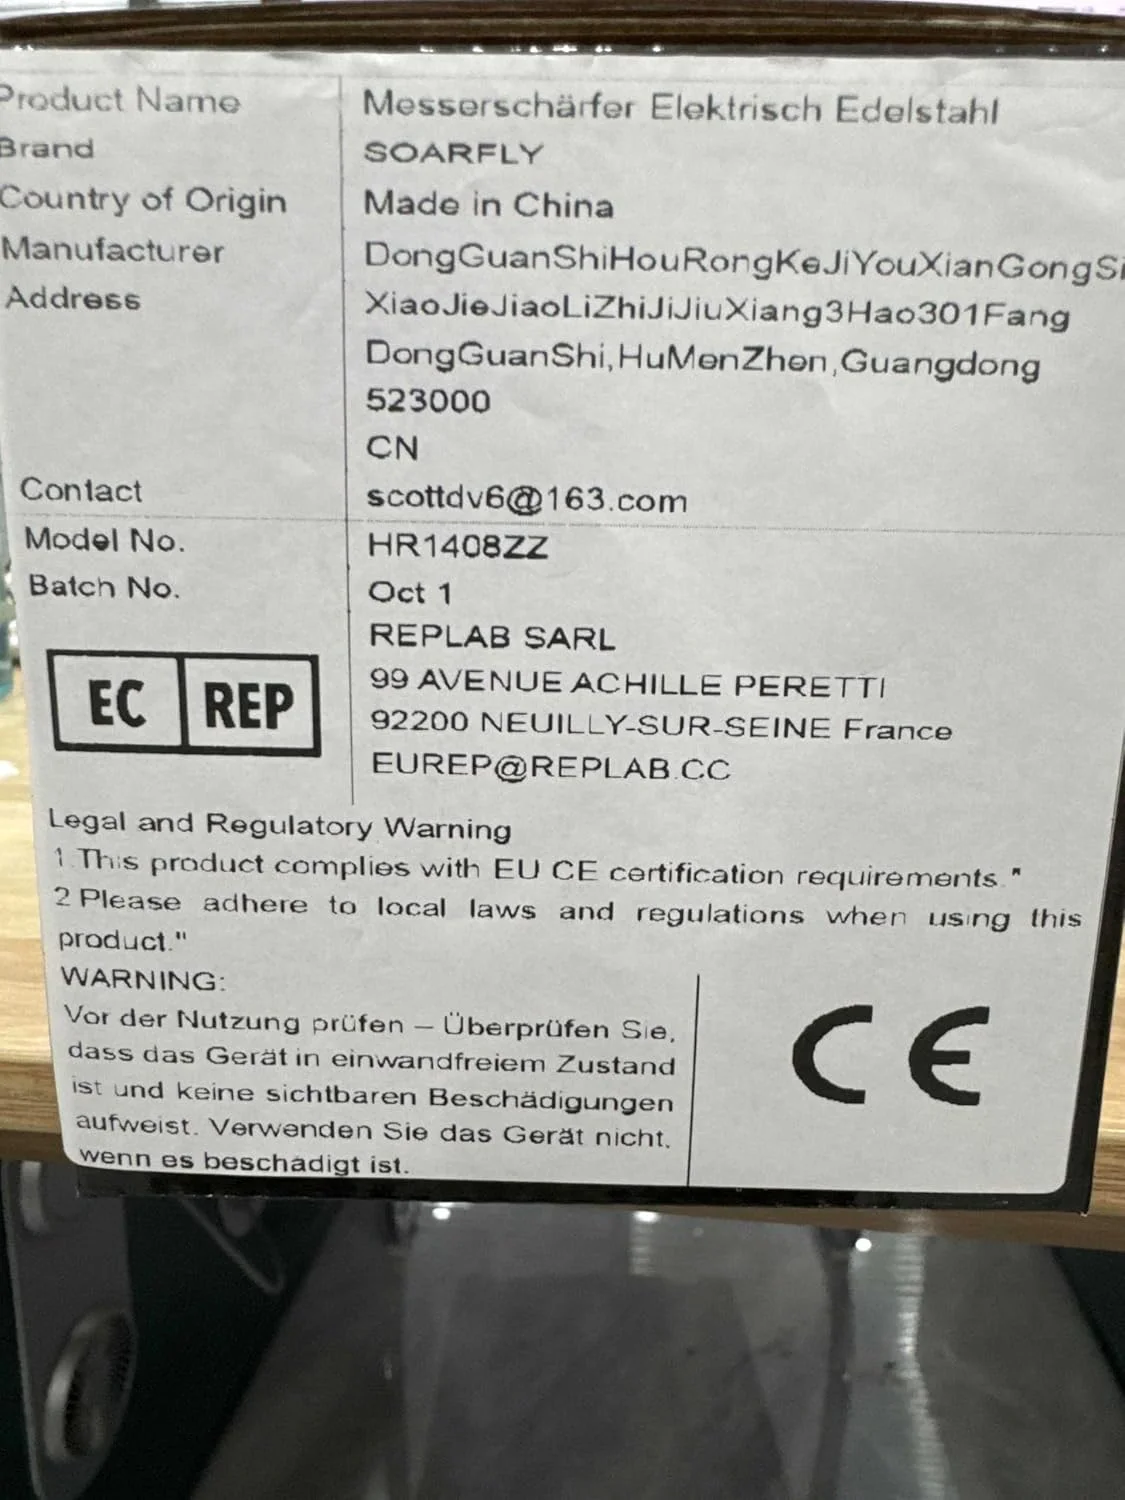 Product Name Messerschärfer Elektrisch Edelstahl
Brand SOARFLY
Country of Origin Made in China
Manufacturer DongGuanShiHouRongKeJiYouXianGongSi
Address XiaoJieJiaoLiZhiJiJiuXiang3Hao301Fang
DongGuanShi,HuMenZhen,Guangdong
523000
CN
Contact scottdv6@163.com
Model No. HR1408ZZ
Batch No. Oct 1
EC REP
REPLAB SARL
99 AVENUE ACHILLE PERETTI
92200 NEUILLY-SUR-SEINE France
EUREP@REPLAB.CC
Legal and Regulatory Warning
1.This product complies with EU CE certification requirements."
2 Please adhere to local laws and regulations when using this
product."
WARNING:
Vor der Nutzung prüfen – Überprüfen Sie,
dass das Gerät in einwandfreiem Zustand
ist und keine sichtbaren Beschädigungen
aufweist. Verwenden Sie das Gerät nicht,
wenn es beschädigt ist.
CE